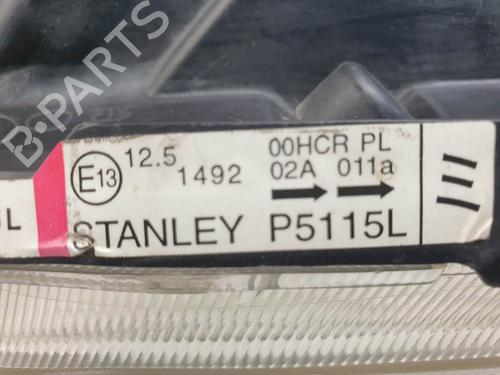 B-PARTS
E13 12.5 1492 00HCR PL
02A 011a
L STANLEY P5115L